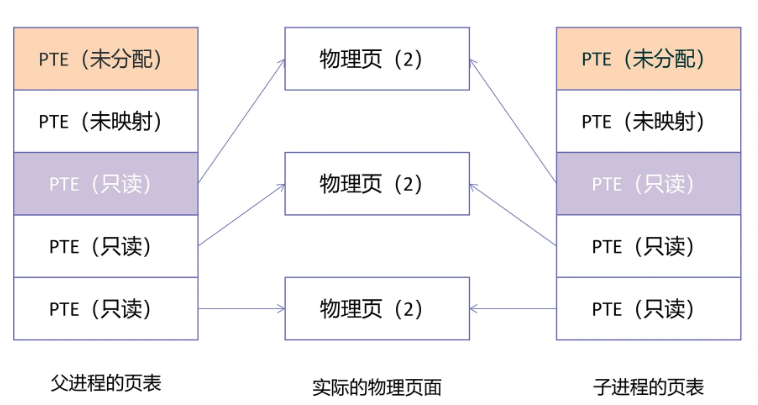 PTE（未分配）
PTE（未映射）
PTE（只读）
PTE（只读）
PTE（只读）
父进程的页表
物理页（2）
物理页（2）
物理页（2）
实际的物理页面
PTE（未分配）
PTE（未映射）
PTE（只读）
PTE（只读）
PTE（只读）
子进程的页表